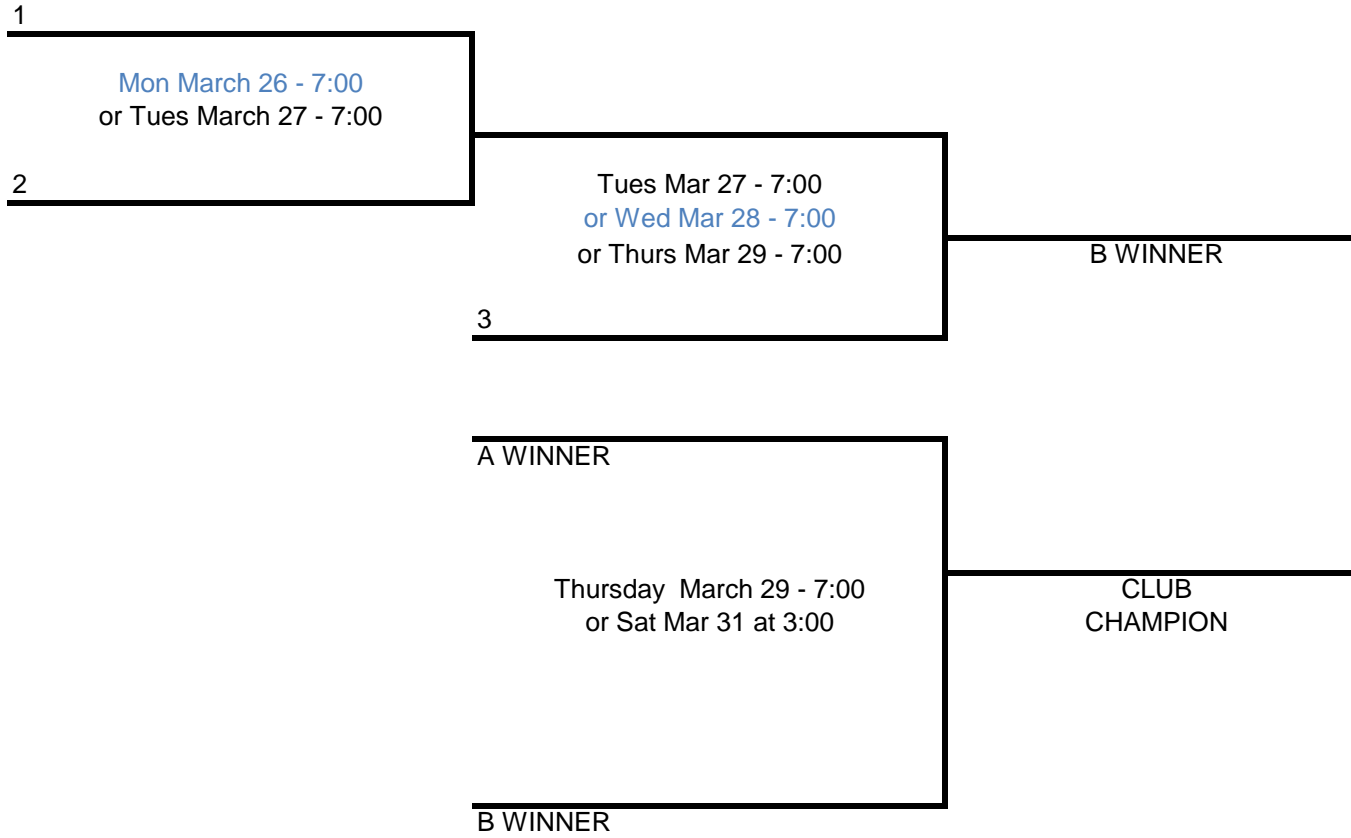 1
Mon March 26 - 7:00
or Tues March 27 - 7:00
2
Tues Mar 27 - 7:00
or Wed Mar 28 - 7:00
or Thurs Mar 29 - 7:00
B WINNER
3
A WINNER
Thursday  March 29 - 7:00
or Sat Mar 31 at 3:00
CLUB
CHAMPION
B WINNER